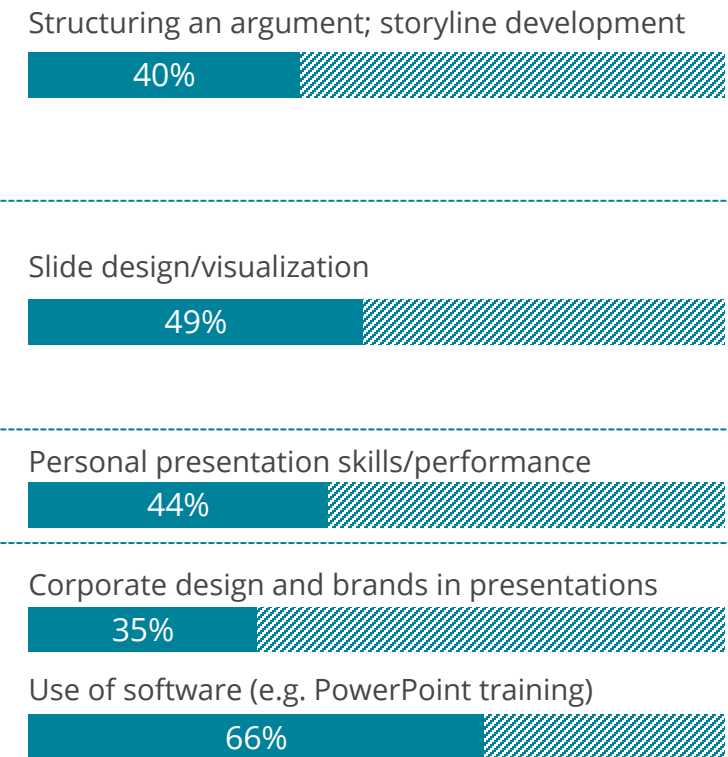 Structuring an argument; storyline development
40%
Slide design/visualization
49%
Personal presentation skills/performance
44%
Corporate design and brands in presentations
35%
Use of software (e.g. PowerPoint training)
66%